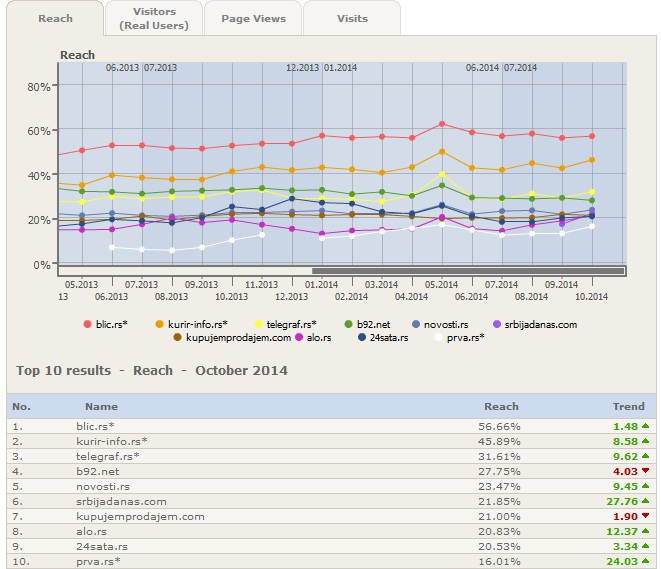 Reach
Visitors
(Real Users)
Page Views
Visits
Reach
06.2013 07.2013 12.2013 01.2014 06.2014 07.2014
80%
60%
40%
20%
0%
05.2013 07.2013 09.2013 11.2013 01.2014 03.2014 05.2014 07.2014 09.2014
13 06.2013 08.2013 10.2013 12.2013 02.2014 04.2014 06.2014 08.2014 10.2014
blic.rs* kurir-info.rs* telegraf.rs* b92.net novosti.rs srbijadanas.com
kupujemprodajem.com alo.rs 24sata.rs prva.rs*
Top 10 results - Reach - October 2014
No. Name Reach Trend
1. blic.rs* 56.66% 1.48
2. kurir-info.rs* 45.89% 8.58
3. telegraf.rs* 31.61% 9.62
4. b92.net 27.75% 4.03
5. novosti.rs 23.47% 9.45
6. srbijadanas.com 21.85% 27.76
7. kupujemprodajem.com 21.00% 1.90
8. alo.rs 20.83% 12.37
9. 24sata.rs 20.53% 3.34
10. prva.rs* 16.01% 24.03